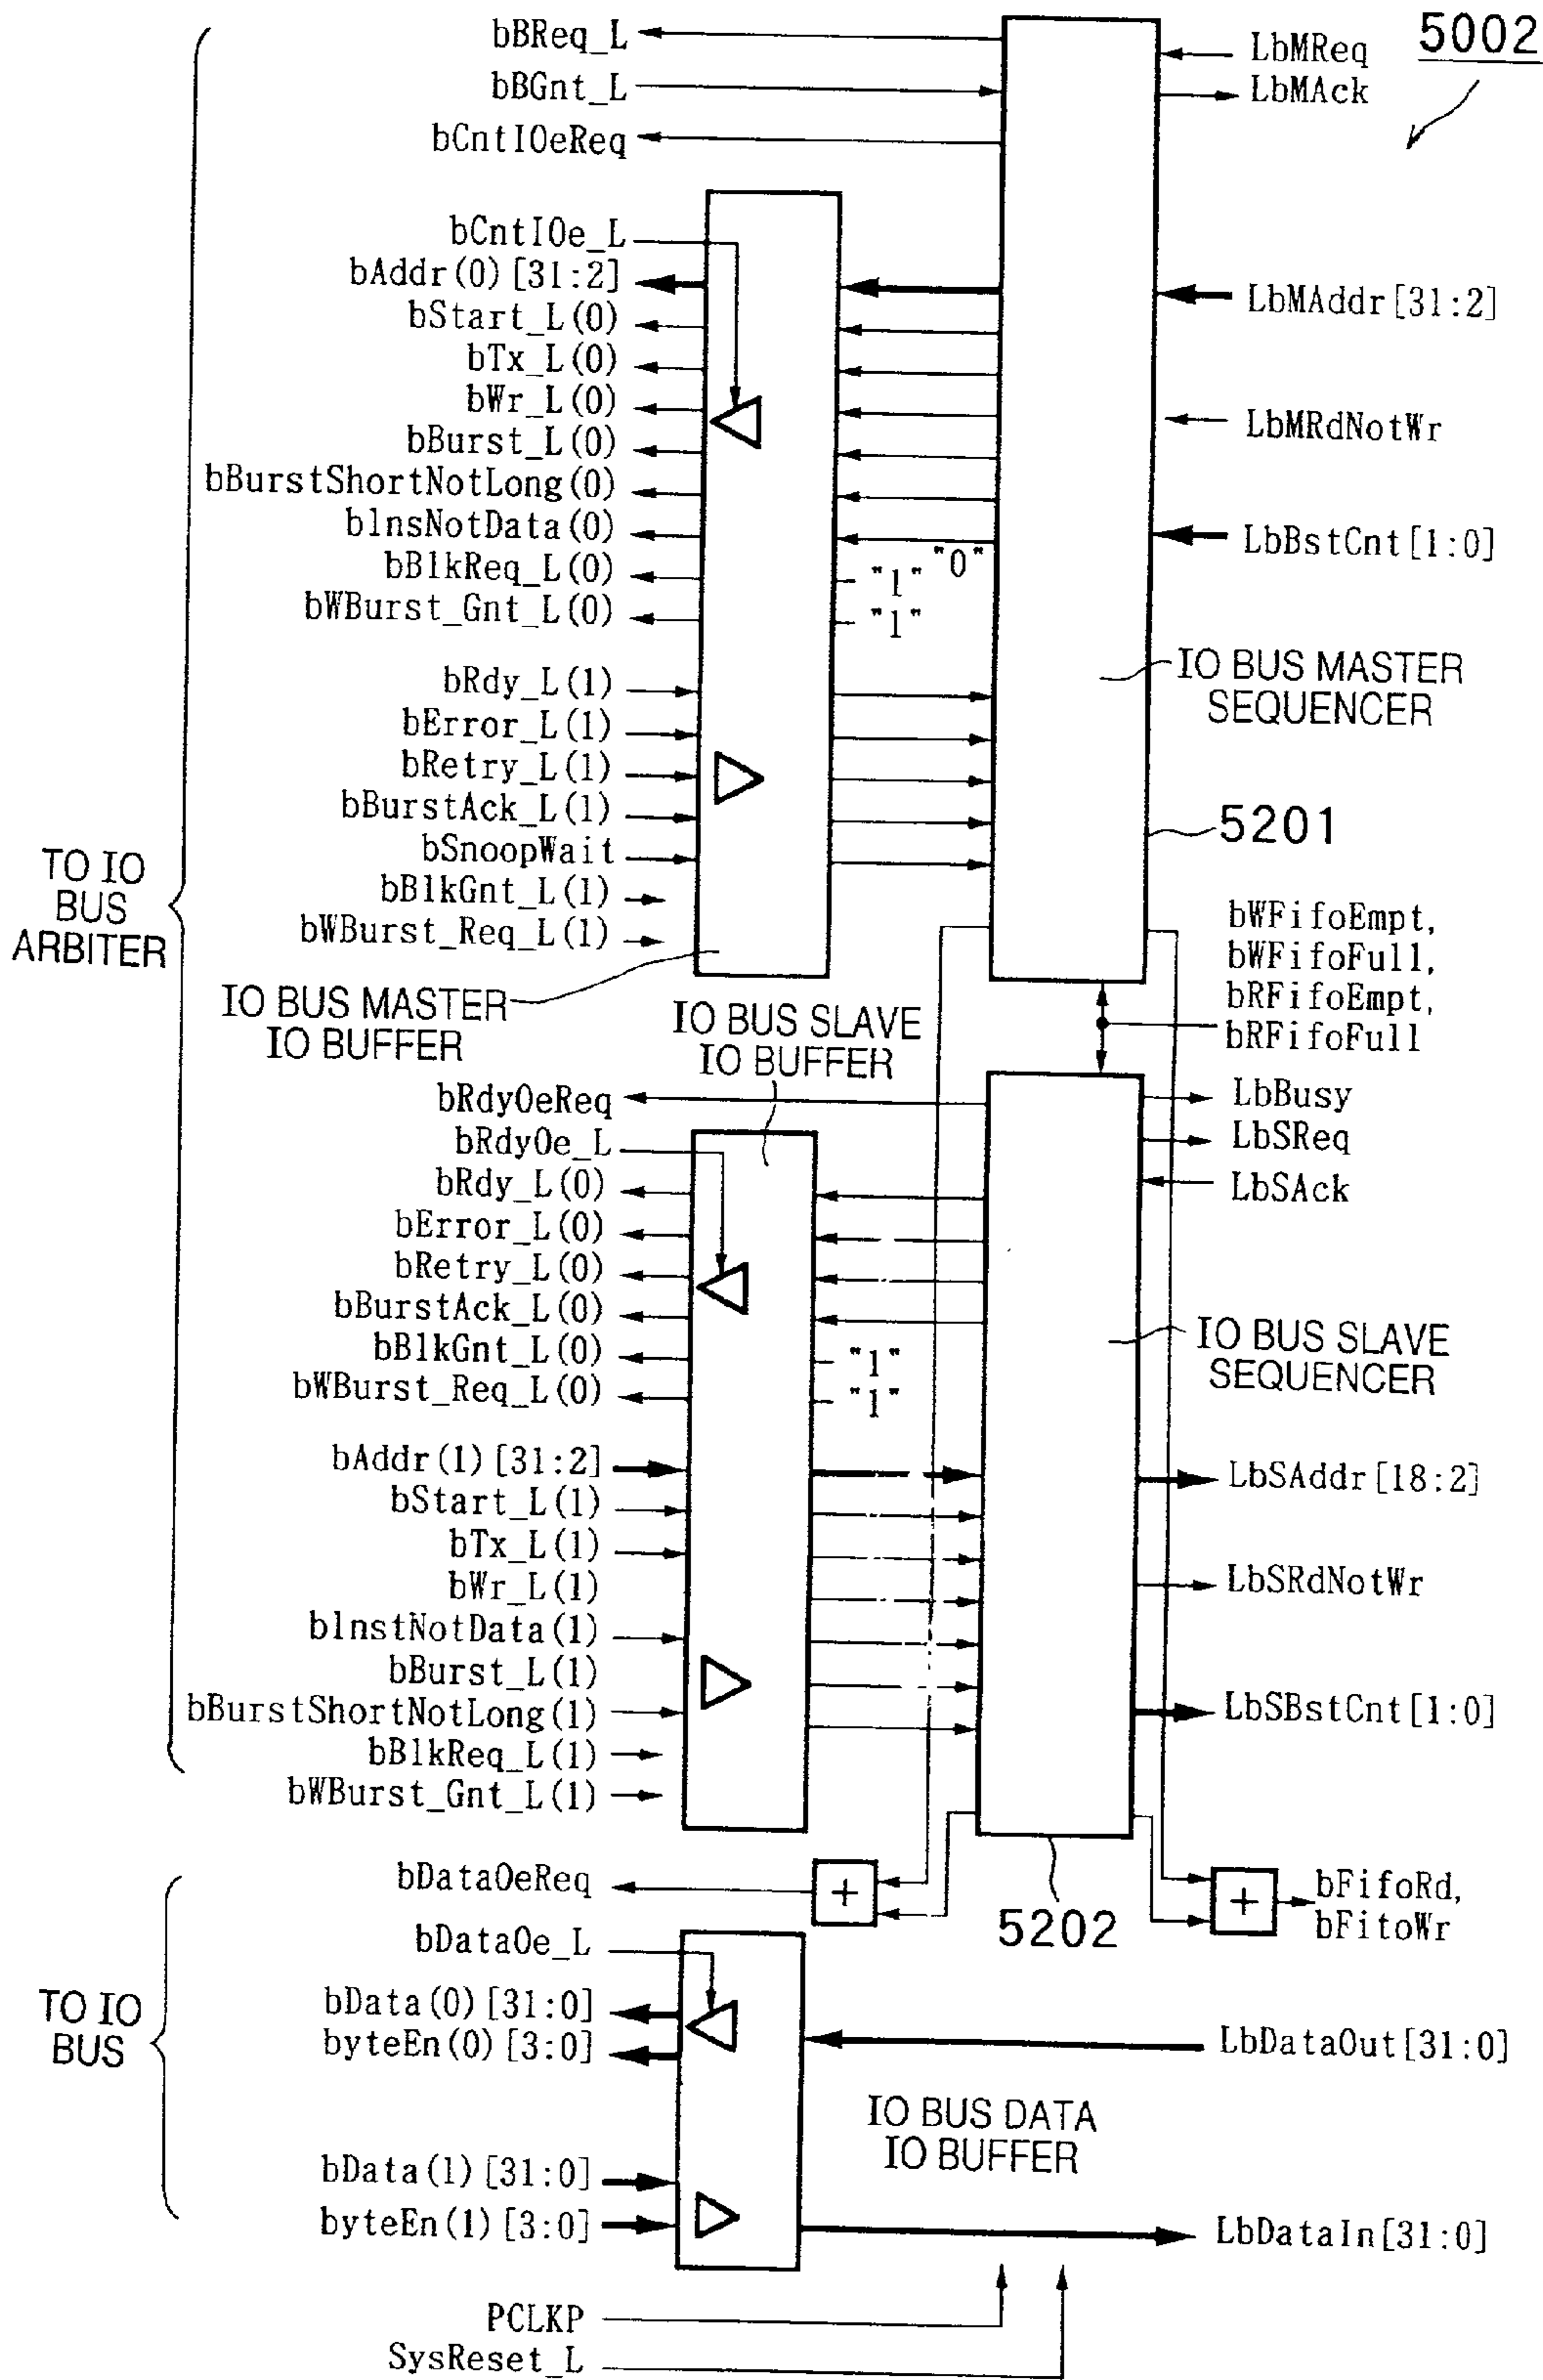 5002
bBReq_L
bBGnt_L
bCntIOeReq
LbMReq
LbMAck
bCntIOe_L
bAddr(0)[31:2]
bStart_L(0)
bTx_L(0)
bWr_L(0)
bBurst_L(0)
bBurstShortNotLong(0)
bInsNotData(0)
bBlkReq_L(0)
bWBurst_Gnt_L(0)
"0"
"1"
"1"
LbMAddr[31:2]
LbMRdNotWr
LbBstCnt[1:0]
IO BUS MASTER
SEQUENCER
bRdy_L(1)
bError_L(1)
bRetry_L(1)
bBurstAck_L(1)
bSnoopWait
bBlkGnt_L(1)
bWBurst_Req_L(1)
5201
TO IO
BUS
ARBITER
bWFifoEmpt,
bWFifoFull,
bRFifoEmpt,
bRFifoFull
IO BUS MASTER
IO BUFFER
IO BUS SLAVE
IO BUFFER
bRdyOeReq
bRdyOe_L
bRdy_L(0)
bError_L(0)
bRetry_L(0)
bBurstAck_L(0)
bBlkGnt_L(0)
bWBurst_Req_L(0)
"1"
"1"
LbBusy
LbSReq
LbSAck
IO BUS SLAVE
SEQUENCER
bAddr(1)[31:2]
bStart_L(1)
bTx_L(1)
bWr_L(1)
bInstNotData(1)
bBurst_L(1)
bBurstShortNotLong(1)
bBlkReq_L(1)
bWBurst_Gnt_L(1)
LbSAddr[18:2]
LbSRdNotWr
LbSBstCnt[1:0]
bDataOeReq
+
5202
+
bFifoRd,
bFitoWr
bDataOe_L
TO IO
BUS
bData(0)[31:0]
byteEn(0)[3:0]
LbDataOut[31:0]
IO BUS DATA
IO BUFFER
bData(1)[31:0]
byteEn(1)[3:0]
LbDataIn[31:0]
PCLKP
SysReset_L